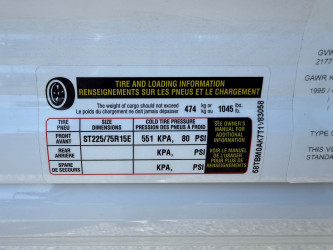 TIRE AND LOADING INFORMATION
RENSEIGNEMENTS SUR LES PNEUS ET LE CHARGEMENT
The weight of cargo should not exceed
Le poids du chargement ne doit jamais dépasser
474 kg or kg ou 1045 lbs. lb.
TIRE PNEU
SIZE DIMENSIONS
COLD TIRE PRESSURE
PRESSION DES PNEUS A FROID
FRONT AVANT ST225/75R15E 551 KPA, 80 PSI
REAR ARRIÈRE KPA, PSI
SPARE DE SECOURS KPA, PSI
SEE OWNER'S
MANUAL FOR
ADDITIONAL
INFORMATION
VOIR LE MANUEL
DE L'USAGER
POUR PLUS DE
RENSEIGNEMENTS
GVW
2177
GAWR
1995 /
TYPE
THIS VE
STANDA